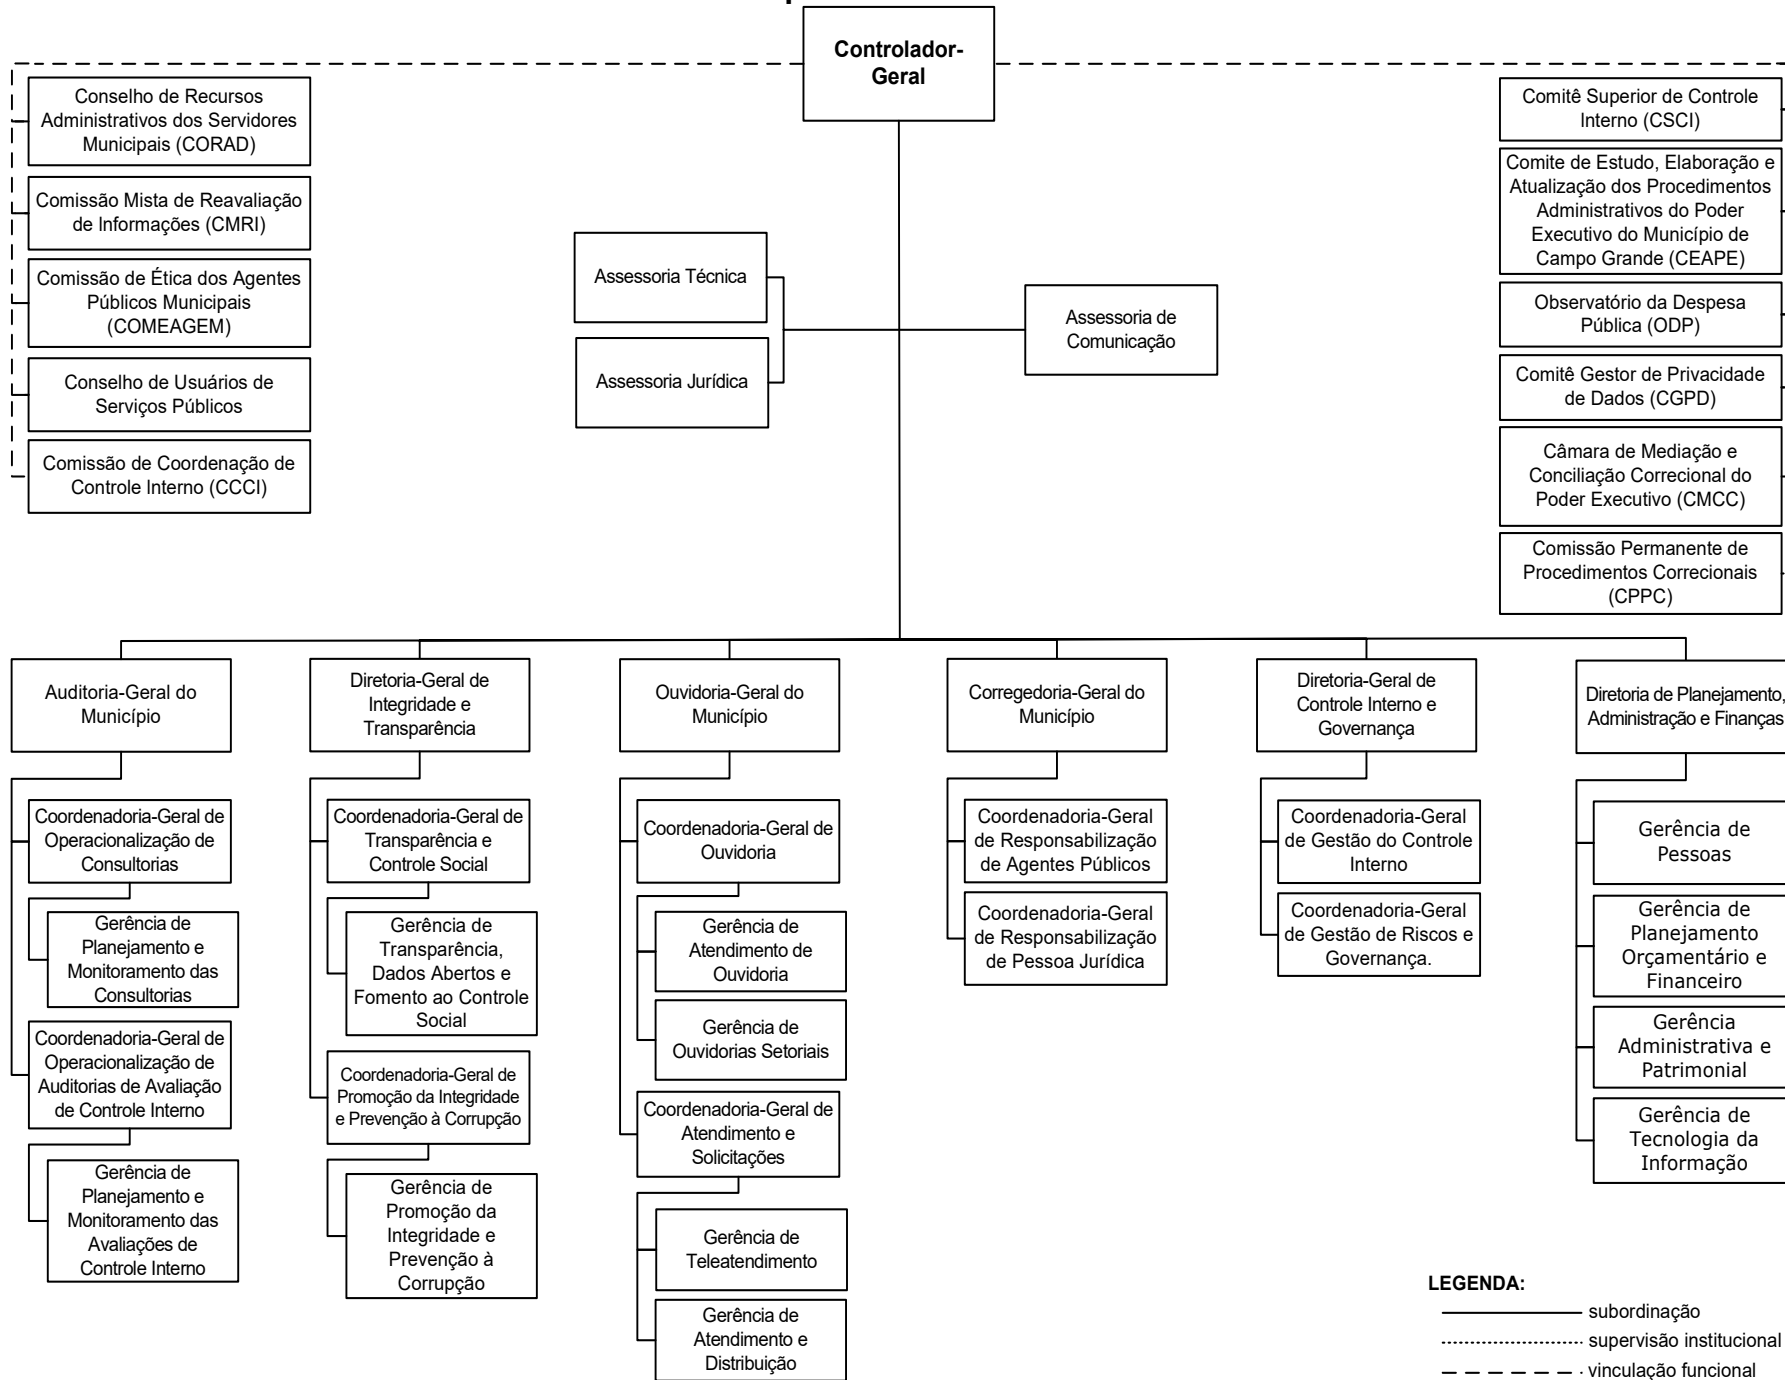 Controlador-
Geral
Conselho de Recursos
Administrativos dos Servidores
Municipais (CORAD)
Comissão Mista de Reavaliação
de Informações (CMRI)
Comissão de Ética dos Agentes
Públicos Municipais
(COMEAGEM)
Conselho de Usuários de
Serviços Públicos
Comissão de Coordenação de
Controle Interno (CCCI)
Assessoria Técnica
Assessoria Jurídica
Assessoria de
Comunicação
Comitê Superior de Controle
Interno (CSCI)
Comite de Estudo, Elaboração e
Atualização dos Procedimentos
Administrativos do Poder
Executivo do Município de
Campo Grande (CEAPE)
Observatório da Despesa
Pública (ODP)
Comitê Gestor de Privacidade
de Dados (CGPD)
Câmara de Mediação e
Conciliação Correcional do
Poder Executivo (CMCC)
Comissão Permanente de
Procedimentos Correcionais
(CPPC)
Auditoria-Geral do
Município
Coordenadoria-Geral de
Operacionalização de
Consultorias
Gerência de
Planejamento e
Monitoramento das
Consultorias
Coordenadoria-Geral de
Operacionalização de
Auditorias de Avaliação
de Controle Interno
Gerência de
Planejamento e
Monitoramento das
Avaliações de
Controle Interno
Diretoria-Geral de
Integridade e
Transparência
Coordenadoria-Geral de
Transparência e
Controle Social
Gerência de
Transparência,
Dados Abertos e
Fomento ao Controle
Social
Coordenadoria-Geral de
Promoção da Integridade
e Prevenção à Corrupção
Gerência de
Promoção da
Integridade e
Prevenção à
Corrupção
Ouvidoria-Geral do
Município
Coordenadoria-Geral de
Ouvidoria
Gerência de
Atendimento de
Ouvidoria
Gerência de
Ouvidorias Setoriais
Coordenadoria-Geral de
Atendimento e
Solicitações
Gerência de
Teleatendimento
Gerência de
Atendimento e
Distribuição
Corregedoria-Geral do
Município
Coordenadoria-Geral
de Responsabilização
de Agentes Públicos
Coordenadoria-Geral
de Responsabilização
de Pessoa Jurídica
Diretoria-Geral de
Controle Interno e
Governança
Coordenadoria-Geral
de Gestão do Controle
Interno
Coordenadoria-Geral
de Gestão de Riscos e
Governança.
Diretoria de Planejamento,
Administração e Finanças
Gerência de
Pessoas
Gerência de
Planejamento
Orçamentário e
Financeiro
Gerência
Administrativa e
Patrimonial
Gerência de
Tecnologia da
Informação
LEGENDA:
subordinação
supervisão institucional
vinculação funcional